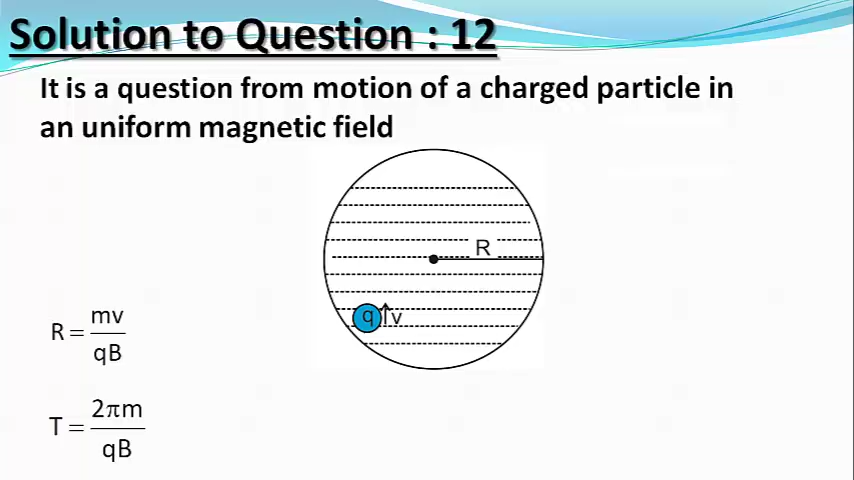 Solution to Question : 12
It is a question from motion of a charged particle in
an uniform magnetic field
R
q v
R = mv / qB
T = 2πm / qB